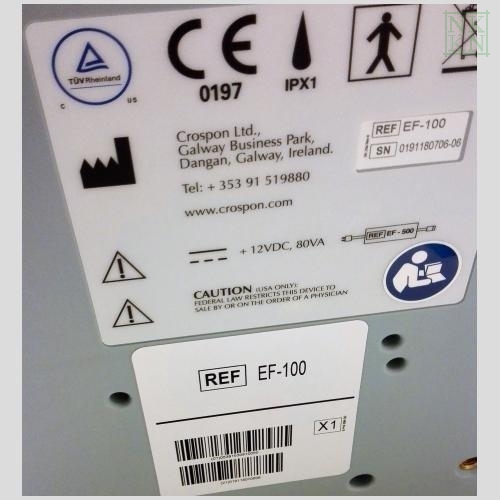 TÜVRheinland
C US
CE
0197
IPX1
REF EF-100
SN 0191180706-06
Crospon Ltd.,
Galway Business Park,
Dangan, Galway, Ireland.
Tel: + 353 91 519880
www.crospon.com
+ 12VDC, 80VA
REF EF - 500
CAUTION (USA ONLY):
FEDERAL LAW RESTRICTS THIS DEVICE TO
SALE BY OR ON THE ORDER OF A PHYSICIAN
REF EF-100
X1